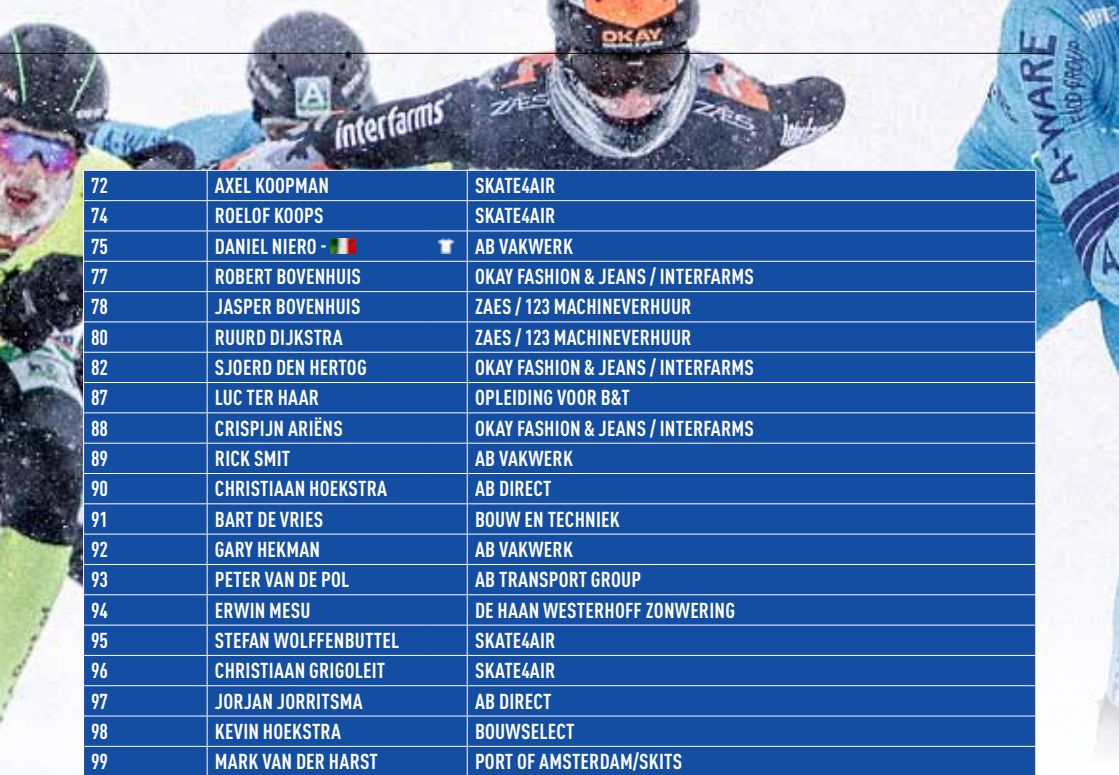 OKAY
A
interfarms
ZAES
ZAES
A-WARE
FOOD GROUP
72 AXEL KOOPMAN SKATE4AIR
74 ROELOF KOOPS SKATE4AIR
75 DANIEL NIERO - AB VAKWERK
77 ROBERT BOVENHUIS OKAY FASHION & JEANS / INTERFARMS
78 JASPER BOVENHUIS ZAES / 123 MACHINEVERHUUR
80 RUURD DIJKSTRA ZAES / 123 MACHINEVERHUUR
82 SJOERD DEN HERTOG OKAY FASHION & JEANS / INTERFARMS
87 LUC TER HAAR OPLEIDING VOOR B&T
88 CRISPIJN ARIËNS OKAY FASHION & JEANS / INTERFARMS
89 RICK SMIT AB VAKWERK
90 CHRISTIAAN HOEKSTRA AB DIRECT
91 BART DE VRIES BOUW EN TECHNIEK
92 GARY HEKMAN AB VAKWERK
93 PETER VAN DE POL AB TRANSPORT GROUP
94 ERWIN MESU DE HAAN WESTERHOFF ZONWERING
95 STEFAN WOLFFENBUTTEL SKATE4AIR
96 CHRISTIAAN GRIGOLEIT SKATE4AIR
97 JORJAN JORRITSMA AB DIRECT
98 KEVIN HOEKSTRA BOUWSELECT
99 MARK VAN DER HARST PORT OF AMSTERDAM/SKITS